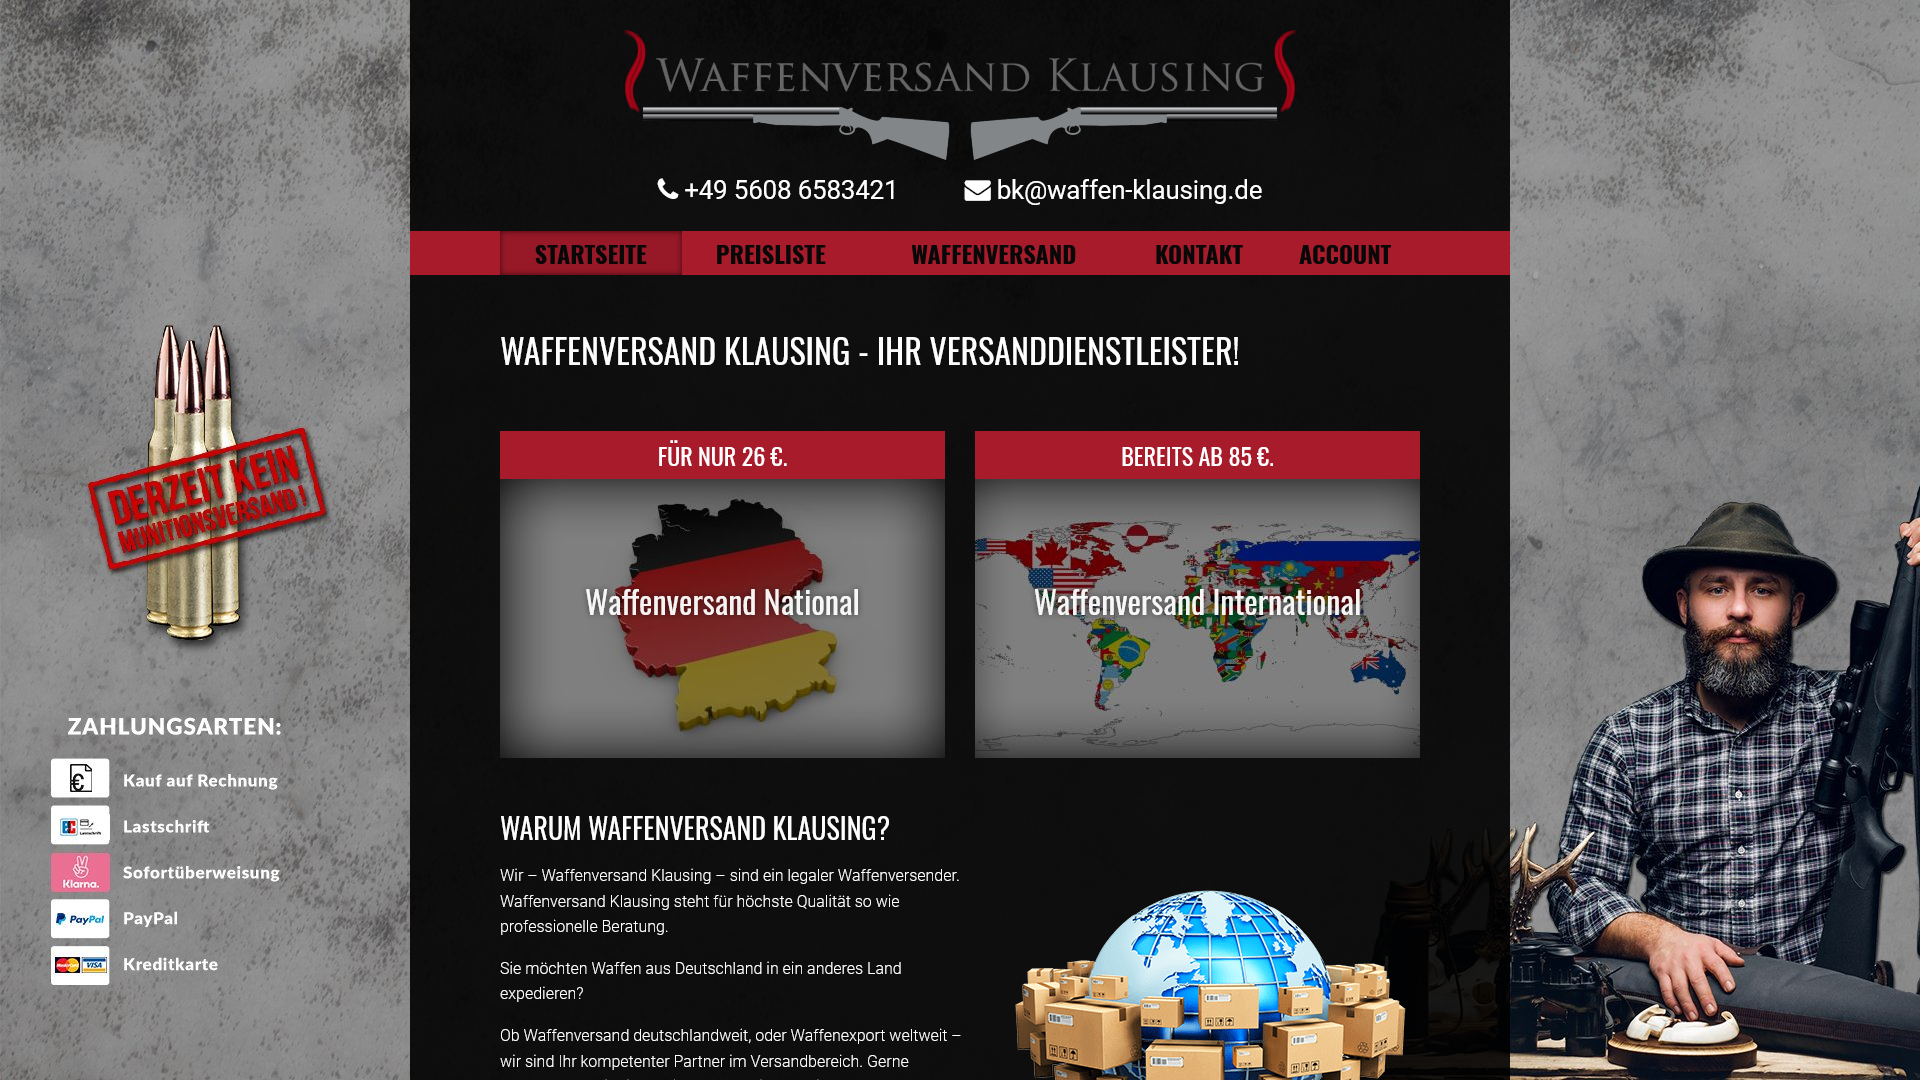 WAFFENVERSAND KLAUSING
+49 5608 6583421
bk@waffen-klausing.de
STARTSEITE
PREISLISTE
WAFFENVERSAND
KONTAKT
ACCOUNT
WAFFENVERSAND KLAUSING - IHR VERSANDDIENSTLEISTER!
FÜR NUR 26 €.
Waffenversand National
BEREITS AB 85 €.
Waffenversand International
DERZEIT KEIN
MUNITIONSVERSAND !
ZAHLUNGSARTEN:
Kauf auf Rechnung
Lastschrift
Klarna.
Sofortüberweisung
PayPal
PayPal
VISA
Kreditkarte
WARUM WAFFENVERSAND KLAUSING?
Wir – Waffenversand Klausing – sind ein legaler Waffenversender.
Waffenversand Klausing steht für höchste Qualität so wie
professionelle Beratung.
Sie möchten Waffen aus Deutschland in ein anderes Land
expedieren?
Ob Waffenversand deutschlandweit, oder Waffenexport weltweit –
wir sind Ihr kompetenter Partner im Versandbereich. Gerne